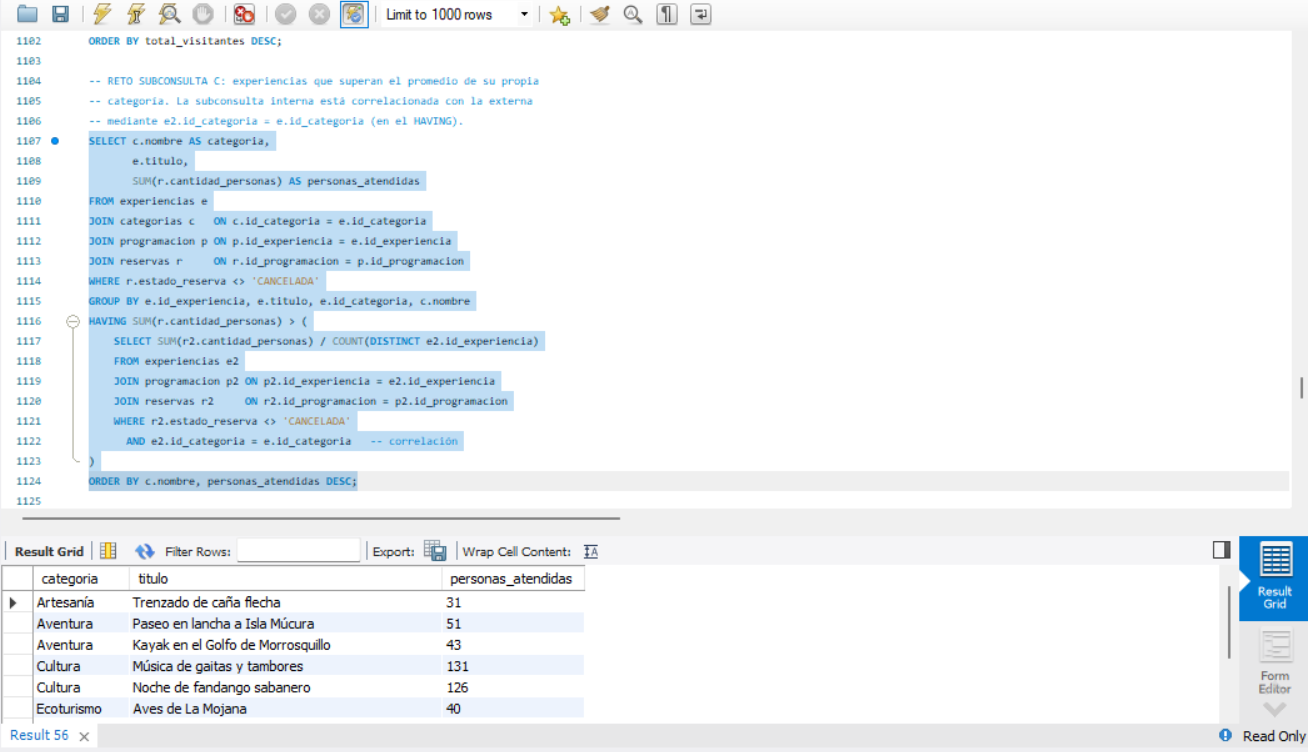 Limit to 1000 rows
1102 ORDER BY total_visitantes DESC;
1103
1104 -- RETO SUBCONSULTA C: experiencias que superan el promedio de su propia
1105 -- categoría. La subconsulta interna está correlacionada con la externa
1106 -- mediante e2.id_categoria = e.id_categoria (en el HAVING).
1107 SELECT c.nombre AS categoria,
1108 e.titulo,
1109 SUM(r.cantidad_personas) AS personas_atendidas
1110 FROM experiencias e
1111 JOIN categorias c ON c.id_categoria = e.id_categoria
1112 JOIN programacion p ON p.id_experiencia = e.id_experiencia
1113 JOIN reservas r ON r.id_programacion = p.id_programacion
1114 WHERE r.estado_reserva <> 'CANCELADA'
1115 GROUP BY e.id_experiencia, e.titulo, e.id_categoria, c.nombre
1116 HAVING SUM(r.cantidad_personas) > (
1117 SELECT SUM(r2.cantidad_personas) / COUNT(DISTINCT e2.id_experiencia)
1118 FROM experiencias e2
1119 JOIN programacion p2 ON p2.id_experiencia = e2.id_experiencia
1120 JOIN reservas r2 ON r2.id_programacion = p2.id_programacion
1121 WHERE r2.estado_reserva <> 'CANCELADA'
1122 AND e2.id_categoria = e.id_categoria -- correlación
1123 )
1124 ORDER BY c.nombre, personas_atendidas DESC;
1125
Result Grid Filter Rows: Export: Wrap Cell Content: IA
categoria titulo personas_atendidas
Artesanía Trenzado de caña flecha 31
Aventura Paseo en lancha a Isla Múcura 51
Aventura Kayak en el Golfo de Morrosquillo 43
Cultura Música de gaitas y tambores 131
Cultura Noche de fandango sabanero 126
Ecoturismo Aves de La Mojana 40
Result
Grid
Form
Editor
Result 56 Read Only